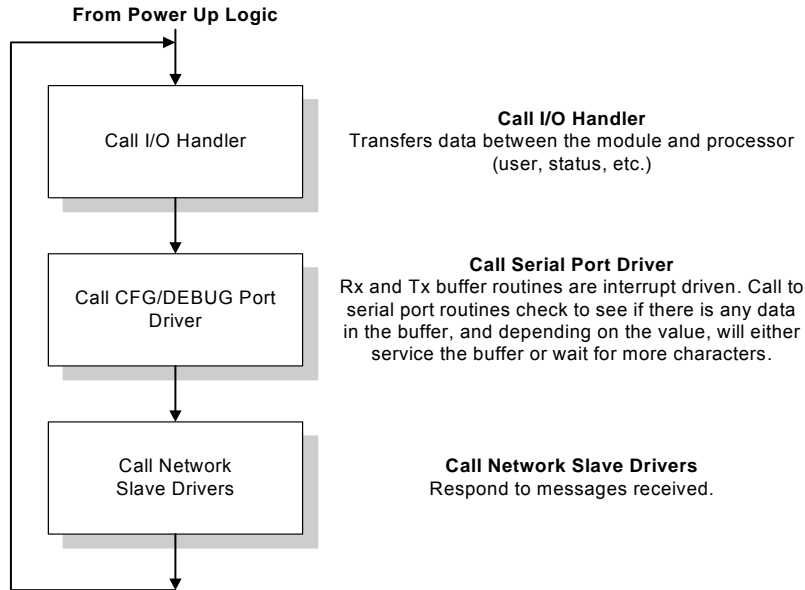 From Power Up Logic
Call I/O Handler
Call I/O Handler
Transfers data between the module and processor
(user, status, etc.)
Call CFG/DEBUG Port
Driver
Call Serial Port Driver
Rx and Tx buffer routines are interrupt driven. Call to
serial port routines check to see if there is any data
in the buffer, and depending on the value, will either
service the buffer or wait for more characters.
Call Network
Slave Drivers
Call Network Slave Drivers
Respond to messages received.